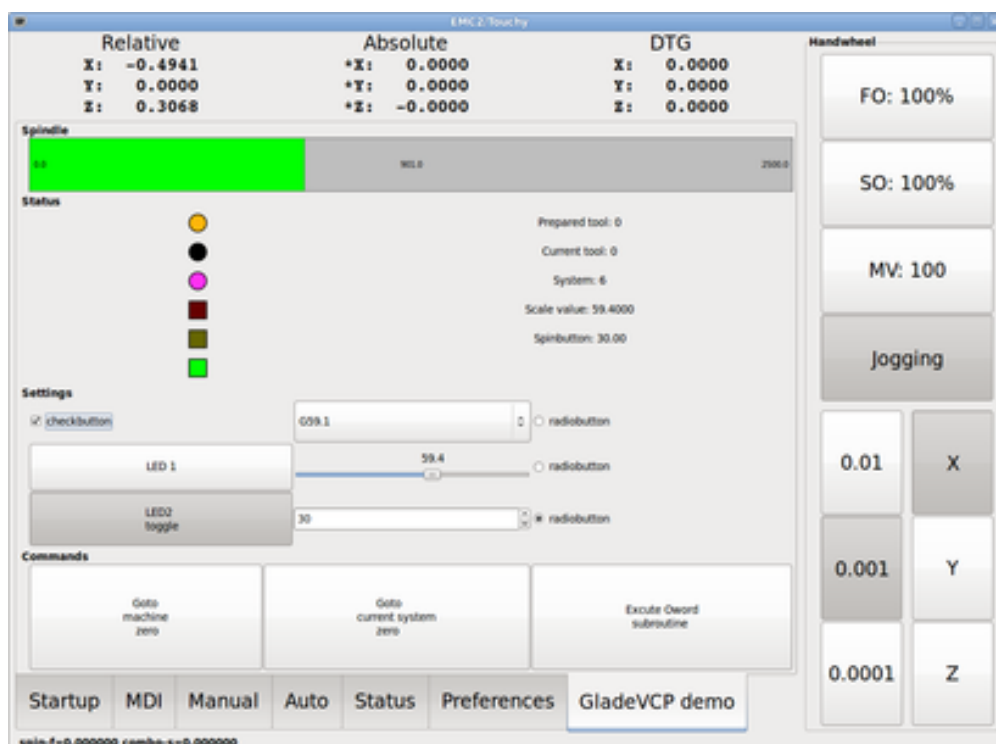 EMC2/Touchy
Relative Absolute DTG
X: -0.4941 *X: 0.0000 X: 0.0000
Y: 0.0000 *Y: 0.0000 Y: 0.0000
Z: 0.3068 *Z: -0.0000 Z: 0.0000
Spindle
0.0 901.0 2500.0
Status
Prepared tool: 0
Current tool: 0
System: 6
Scale value: 59.4000
Spinbutton: 30.00
Settings
checkbutton G59.1 radiobutton
LED 1 59.4 radiobutton
LED2
toggle
30 radiobutton
Commands
Goto
machine
zero
Goto
current system
zero
Excute Oword
subroutine
Startup MDI Manual Auto Status Preferences GladeVCP demo
spin-f=0.000000 combo-s=0.000000
Handwheel
FO: 100%
SO: 100%
MV: 100
Jogging
0.01 X
0.001 Y
0.0001 Z